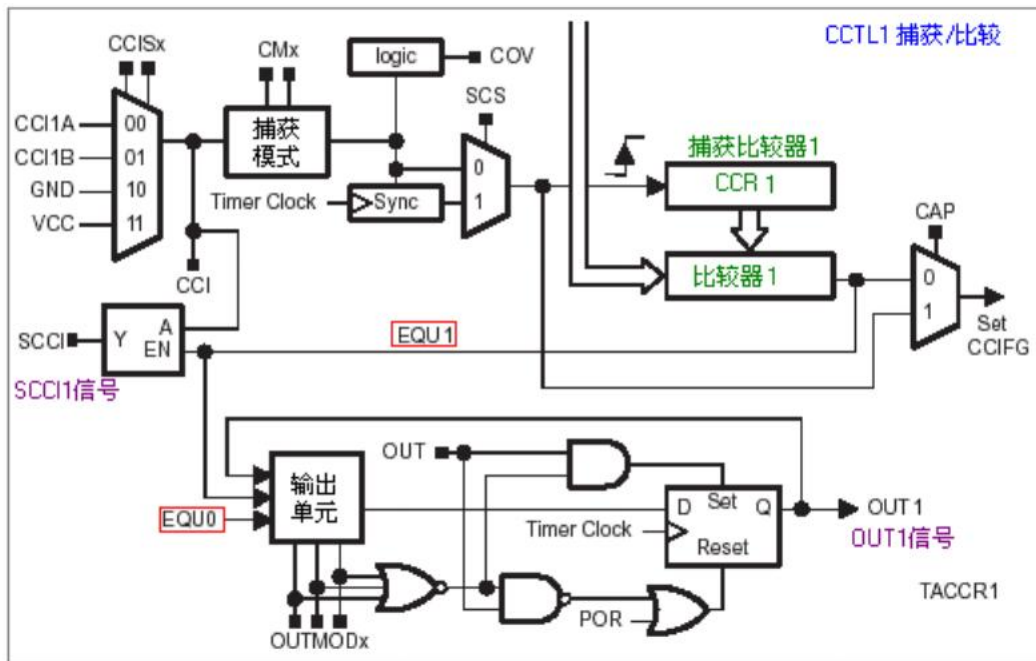 CCISx
CMx
logic
COV
CCTL1 捕获/比较
SCS
CCI1A
00
捕获
模式
CCI1B
01
0
捕获比较器1
CCR 1
GND
10
Timer Clock
Sync
1
VCC
11
CAP
比较器1
0
CCI
1
SCCI
Y
A
EN
EQU1
Set
CCIFG
SCCI1信号
OUT
输出
单元
D
Set
Q
OUT1
EQU0
Timer Clock
OUT1信号
Reset
POR
TACCR1
OUTMODx